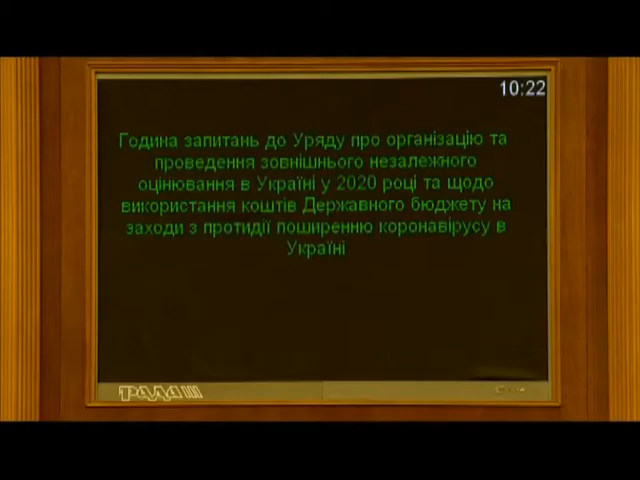 10:22
Година запитань до Уряду про організацію та
проведення зовнішнього незалежного
оцінювання в Україні у 2020 році та щодо
використання коштів Державного бюджету на
заходи з протидії поширенню коронавірусу в
Україні
РАДА III